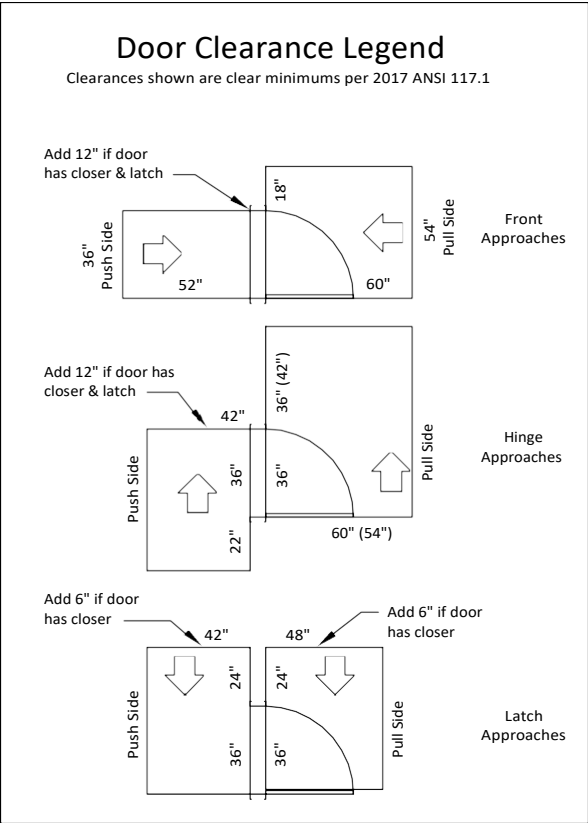 Door Clearance Legend
Clearances shown are clear minimums per 2017 ANSI 117.1
Add 12" if door
has closer & latch
18"
36"
Push Side
52"
60"
54"
Pull Side
Front
Approaches
Add 12" if door has
closer & latch
42"
36" (42")
Push Side
36"
36"
22"
60" (54")
Pull Side
Hinge
Approaches
Add 6" if door
has closer
42"
48"
Add 6" if door
has closer
24"
24"
Push Side
36"
36"
Pull Side
Latch
Approaches